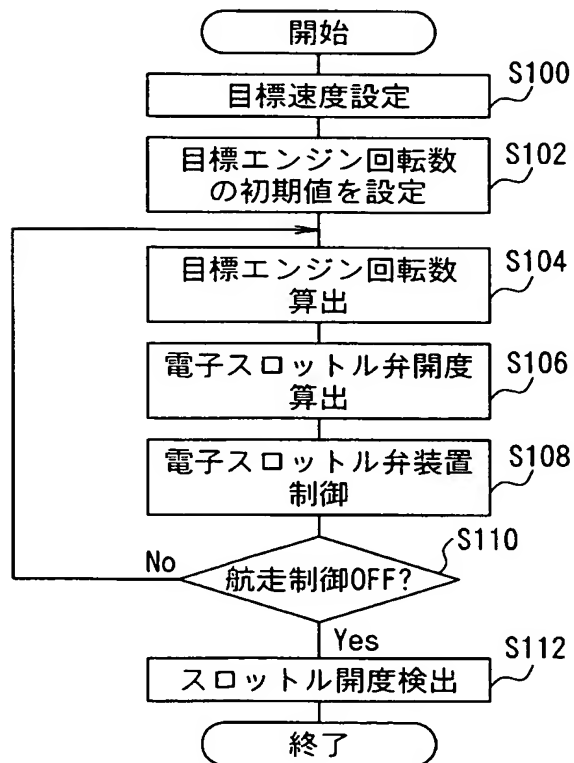 開始
S100
目標速度設定
S102
目標エンジン回転数
の初期値を設定
S104
目標エンジン回転数
算出
S106
電子スロットル弁開度
算出
S108
電子スロットル弁装置
制御
S110
航走制御OFF?
No
Yes
S112
スロットル開度検出
終了